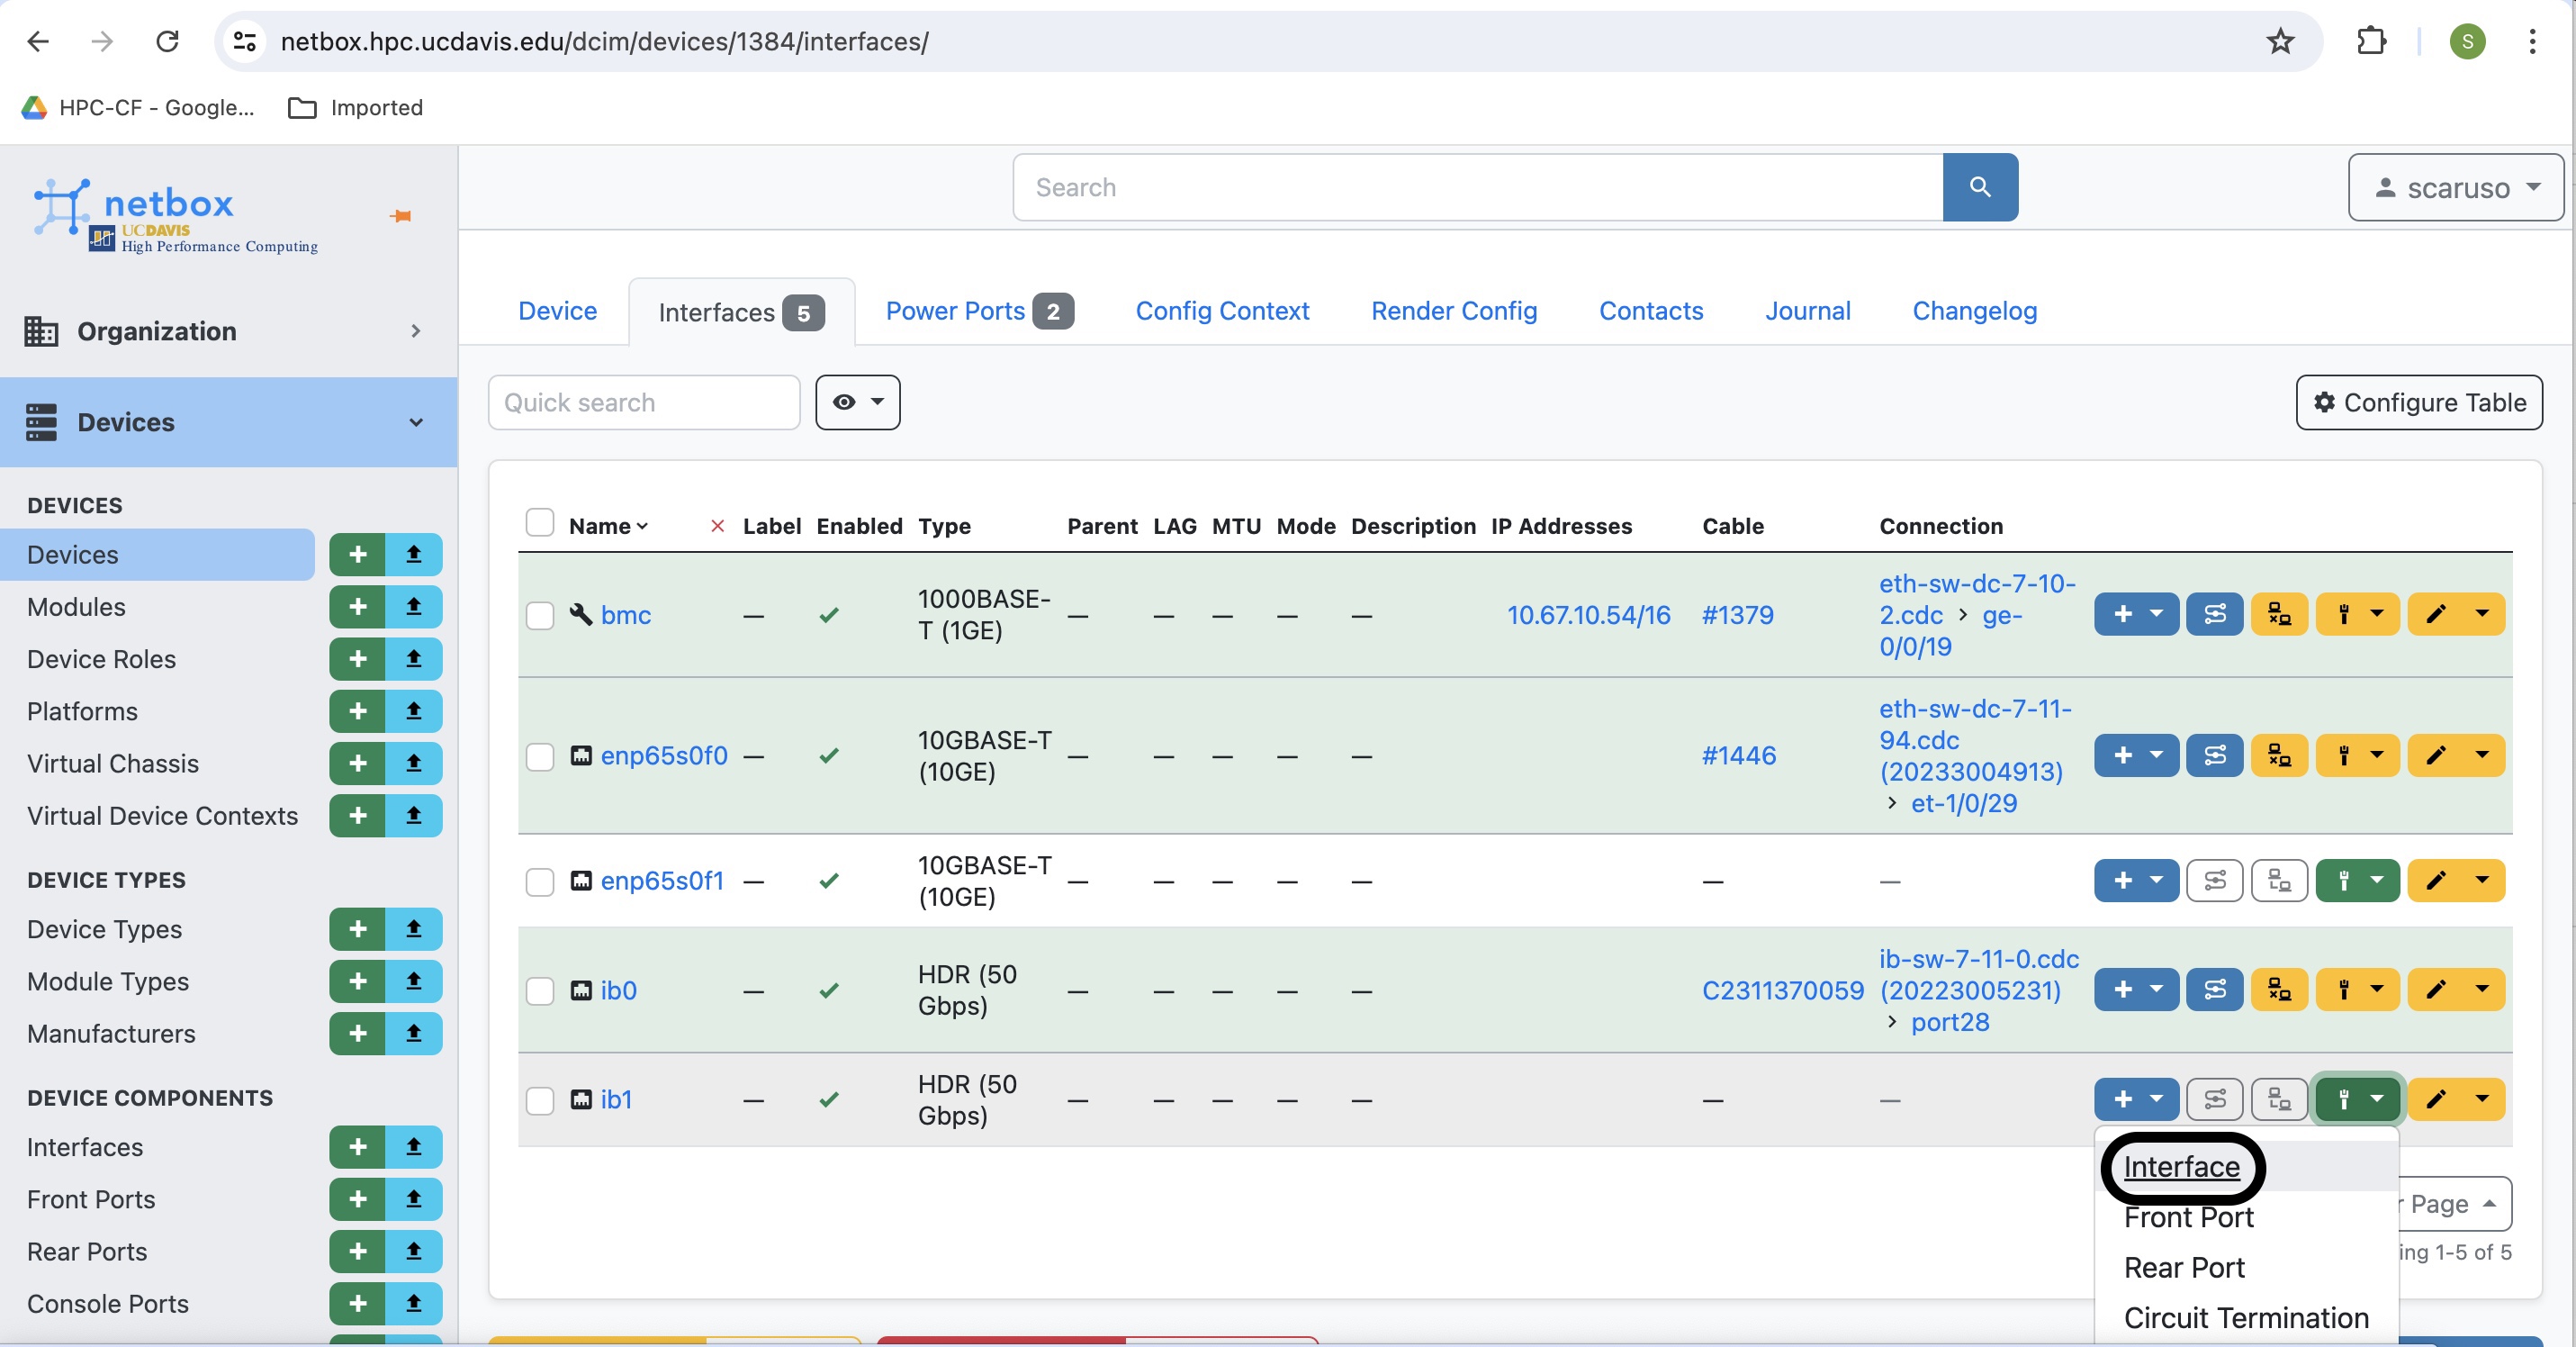 netbox.hpc.ucdavis.edu/dcim/devices/1384/interfaces/
S
HPC-CF - Google...
Imported
netbox
UCDAVIS
High Performance Computing
Search
scaruso
Organization
Devices
DEVICES
Devices
Modules
Device Roles
Platforms
Virtual Chassis
Virtual Device Contexts
DEVICE TYPES
Device Types
Module Types
Manufacturers
DEVICE COMPONENTS
Interfaces
Front Ports
Rear Ports
Console Ports
Device
Interfaces 5
Power Ports 2
Config Context
Render Config
Contacts
Journal
Changelog
Quick search
Configure Table
Name Label Enabled Type Parent LAG MTU Mode Description IP Addresses Cable Connection
bmc — 1000BASE-T (1GE) — — — — — 10.67.10.54/16 #1379 eth-sw-dc-7-10-2.cdc > ge-0/0/19
enp65s0f0 — 10GBASE-T (10GE) — — — — — #1446 eth-sw-dc-7-11-94.cdc (20233004913) > et-1/0/29
enp65s0f1 — 10GBASE-T (10GE) — — — — — — —
ib0 — HDR (50 Gbps) — — — — — C2311370059 ib-sw-7-11-0.cdc (20223005231) > port28
ib1 — HDR (50 Gbps) — — — — — — —
Interface
Front Port
Rear Port
Circuit Termination
Page
ing 1-5 of 5